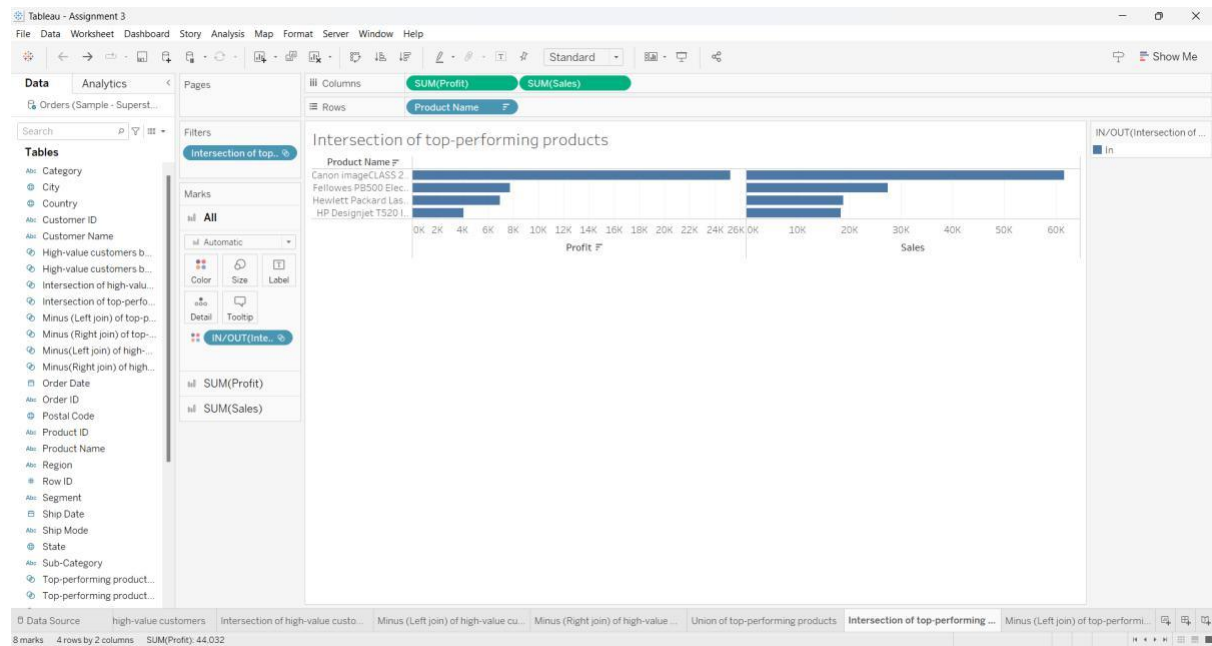 Tableau - Assignment 3
File Data Worksheet Dashboard Story Analysis Map Format Server Window Help
Standard
Show Me
Data Analytics
Orders (Sample - Superst...
Search
Tables
Abc Category
City
Country
Abc Customer ID
Abc Customer Name
High-value customers b...
High-value customers b...
Intersection of high-valu...
Intersection of top-perfo...
Minus (Left join) of top-p...
Minus (Right join) of top-...
Minus(Left join) of high-...
Minus(Right join) of high...
Order Date
Abc Order ID
Postal Code
Abc Product ID
Abc Product Name
Abc Region
Row ID
Abc Segment
Ship Date
Abc Ship Mode
State
Abc Sub-Category
Top-performing product...
Top-performing product...
Pages
Filters
Intersection of top..
Marks
All
Automatic
Color Size Label
Detail Tooltip
IN/OUT(Inte..
SUM(Profit)
SUM(Sales)
Columns SUM(Profit) SUM(Sales)
Rows Product Name
Intersection of top-performing products
Product Name
Canon imageCLASS 2..
Fellowes PB500 Elec..
Hewlett Packard Las..
HP Designjet T520 I..
0K 2K 4K 6K 8K 10K 12K 14K 16K 18K 20K 22K 24K 26K 0K 10K 20K 30K 40K 50K 60K
Profit Sales
IN/OUT(Intersection of ...
In
Data Source high-value customers Intersection of high-value custo... Minus (Left join) of high-value cu... Minus (Right join) of high-value ... Union of top-performing products Intersection of top-performing ... Minus (Left join) of top-performi...
8 marks 4 rows by 2 columns SUM(Profit): 44,032